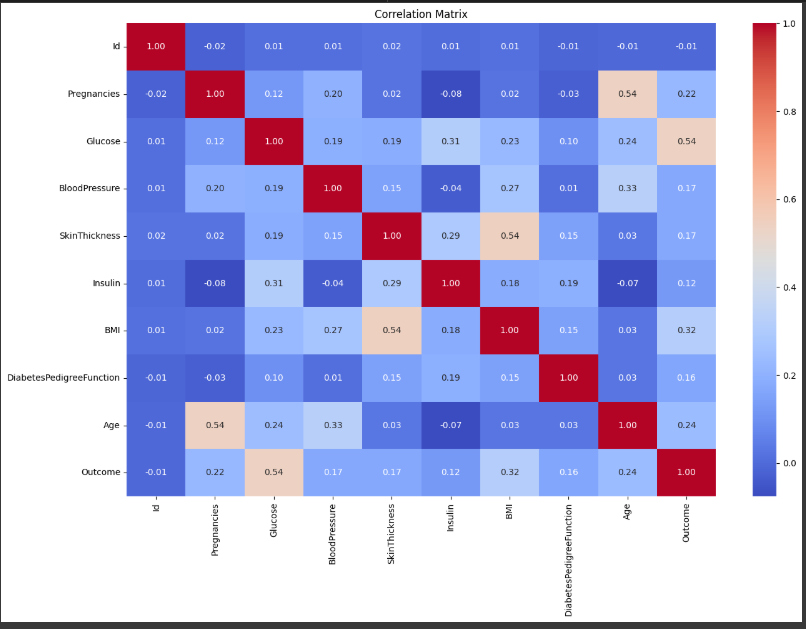 Correlation Matrix
Id 1.00 -0.02 0.01 0.01 0.02 0.01 0.01 -0.01 -0.01 -0.01
Pregnancies -0.02 1.00 0.12 0.20 0.02 -0.08 0.02 -0.03 0.54 0.22
Glucose 0.01 0.12 1.00 0.19 0.19 0.31 0.23 0.10 0.24 0.54
BloodPressure 0.01 0.20 0.19 1.00 0.15 -0.04 0.27 0.01 0.33 0.17
SkinThickness 0.02 0.02 0.19 0.15 1.00 0.29 0.54 0.15 0.03 0.17
Insulin 0.01 -0.08 0.31 -0.04 0.29 1.00 0.18 0.19 -0.07 0.12
BMI 0.01 0.02 0.23 0.27 0.54 0.18 1.00 0.15 0.03 0.32
DiabetesPedigreeFunction -0.01 -0.03 0.10 0.01 0.15 0.19 0.15 1.00 0.03 0.16
Age -0.01 0.54 0.24 0.33 0.03 -0.07 0.03 0.03 1.00 0.24
Outcome -0.01 0.22 0.54 0.17 0.17 0.12 0.32 0.16 0.24 1.00
Id
Pregnancies
Glucose
BloodPressure
SkinThickness
Insulin
BMI
DiabetesPedigreeFunction
Age
Outcome
1.0
0.8
0.6
0.4
0.2
0.0